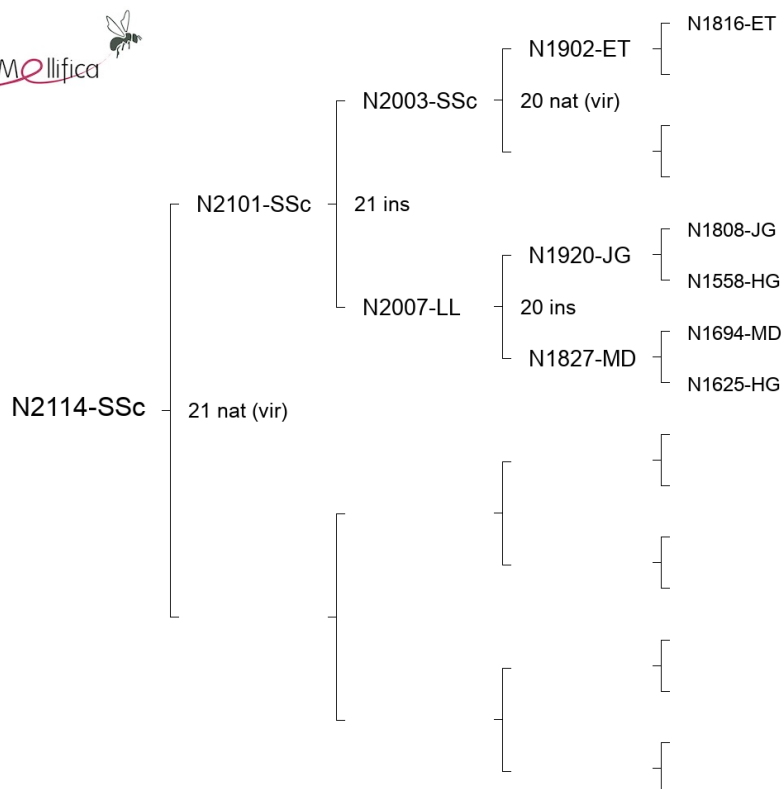 Mellifica
N1816-ET
N1902-ET
N2003-SSc
20 nat (vir)
N2101-SSc
21 ins
N1808-JG
N1920-JG
N1558-HG
N2007-LL
20 ins
N1694-MD
N1827-MD
N1625-HG
N2114-SSc
21 nat (vir)